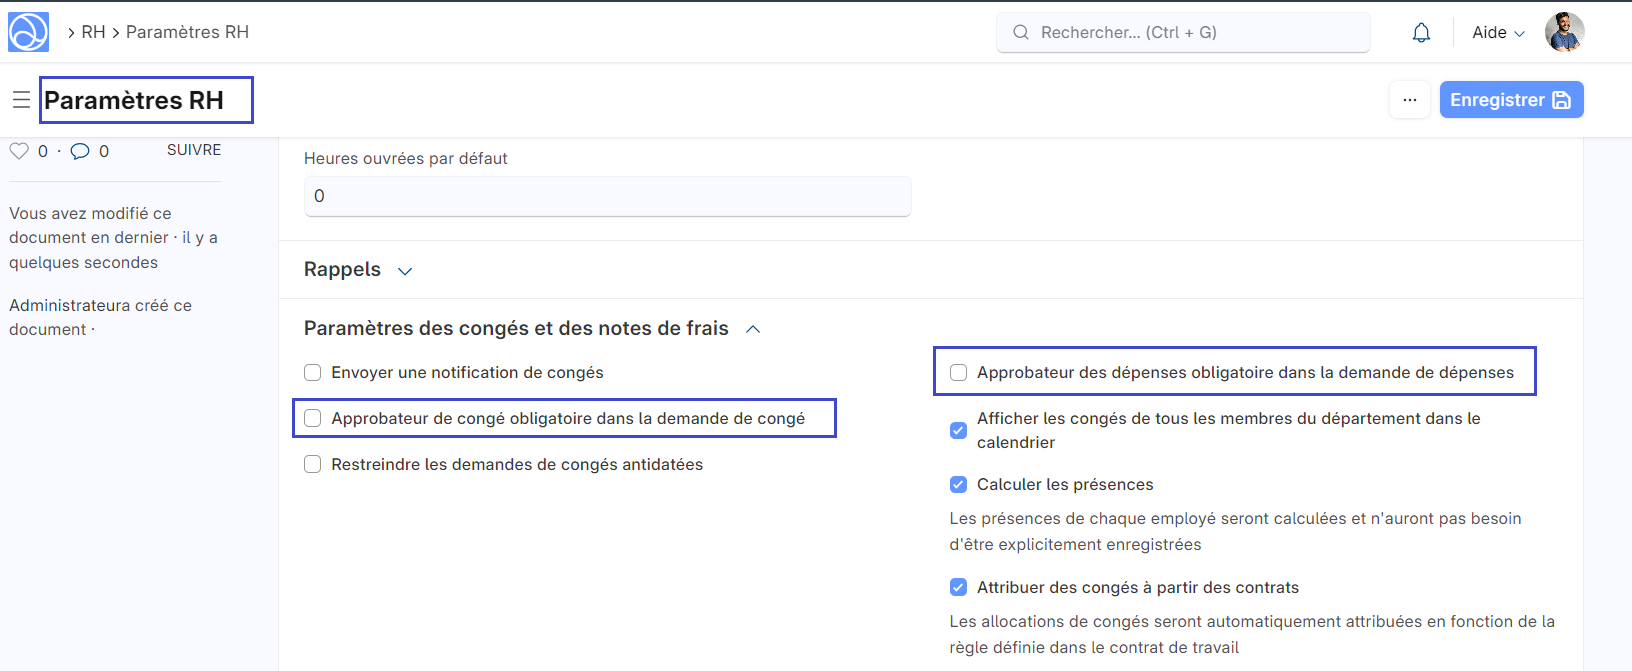 RH
Paramètres RH
Rechercher... (Ctrl + G)
Aide
Paramètres RH
...
Enregistrer
0 · 0
SUIVRE
Vous avez modifié ce
document en dernier · il y a
quelques secondes
Administrateura créé ce
document ·
Heures ouvrées par défaut
0
Rappels
Paramètres des congés et des notes de frais
Envoyer une notification de congés
Approbateur de congé obligatoire dans la demande de congé
Restreindre les demandes de congés antidatées
Approbateur des dépenses obligatoire dans la demande de dépenses
Afficher les congés de tous les membres du département dans le
calendrier
Calculer les présences
Les présences de chaque employé seront calculées et n'auront pas besoin
d'être explicitement enregistrées
Attribuer des congés à partir des contrats
Les allocations de congés seront automatiquement attribuées en fonction de la
règle définie dans le contrat de travail